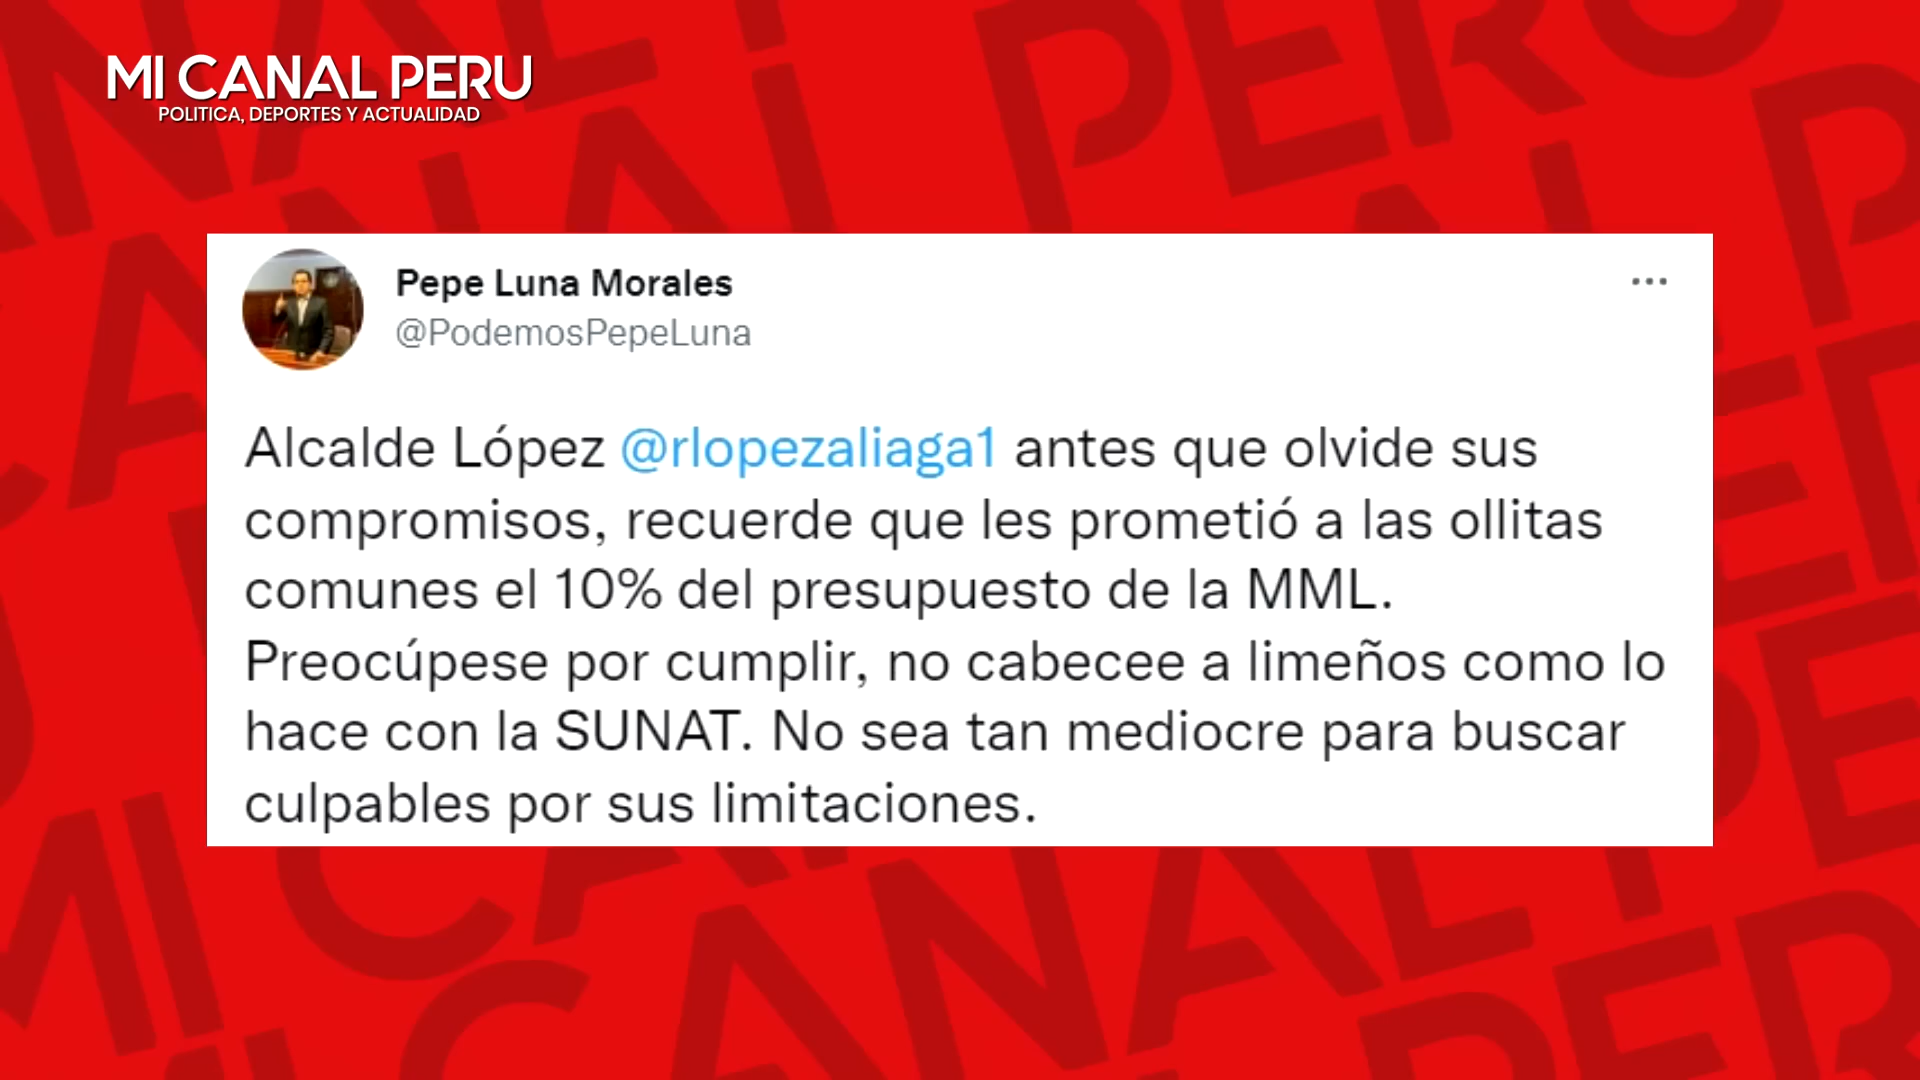 MI CANAL PERU
POLITICA, DEPORTES Y ACTUALIDAD
Pepe Luna Morales
@PodemosPepeLuna
Alcalde López @rlopezaliaga1 antes que olvide sus
compromisos, recuerde que les prometió a las ollitas
comunes el 10% del presupuesto de la MML.
Preocúpese por cumplir, no cabecee a limeños como lo
hace con la SUNAT. No sea tan mediocre para buscar
culpables por sus limitaciones.